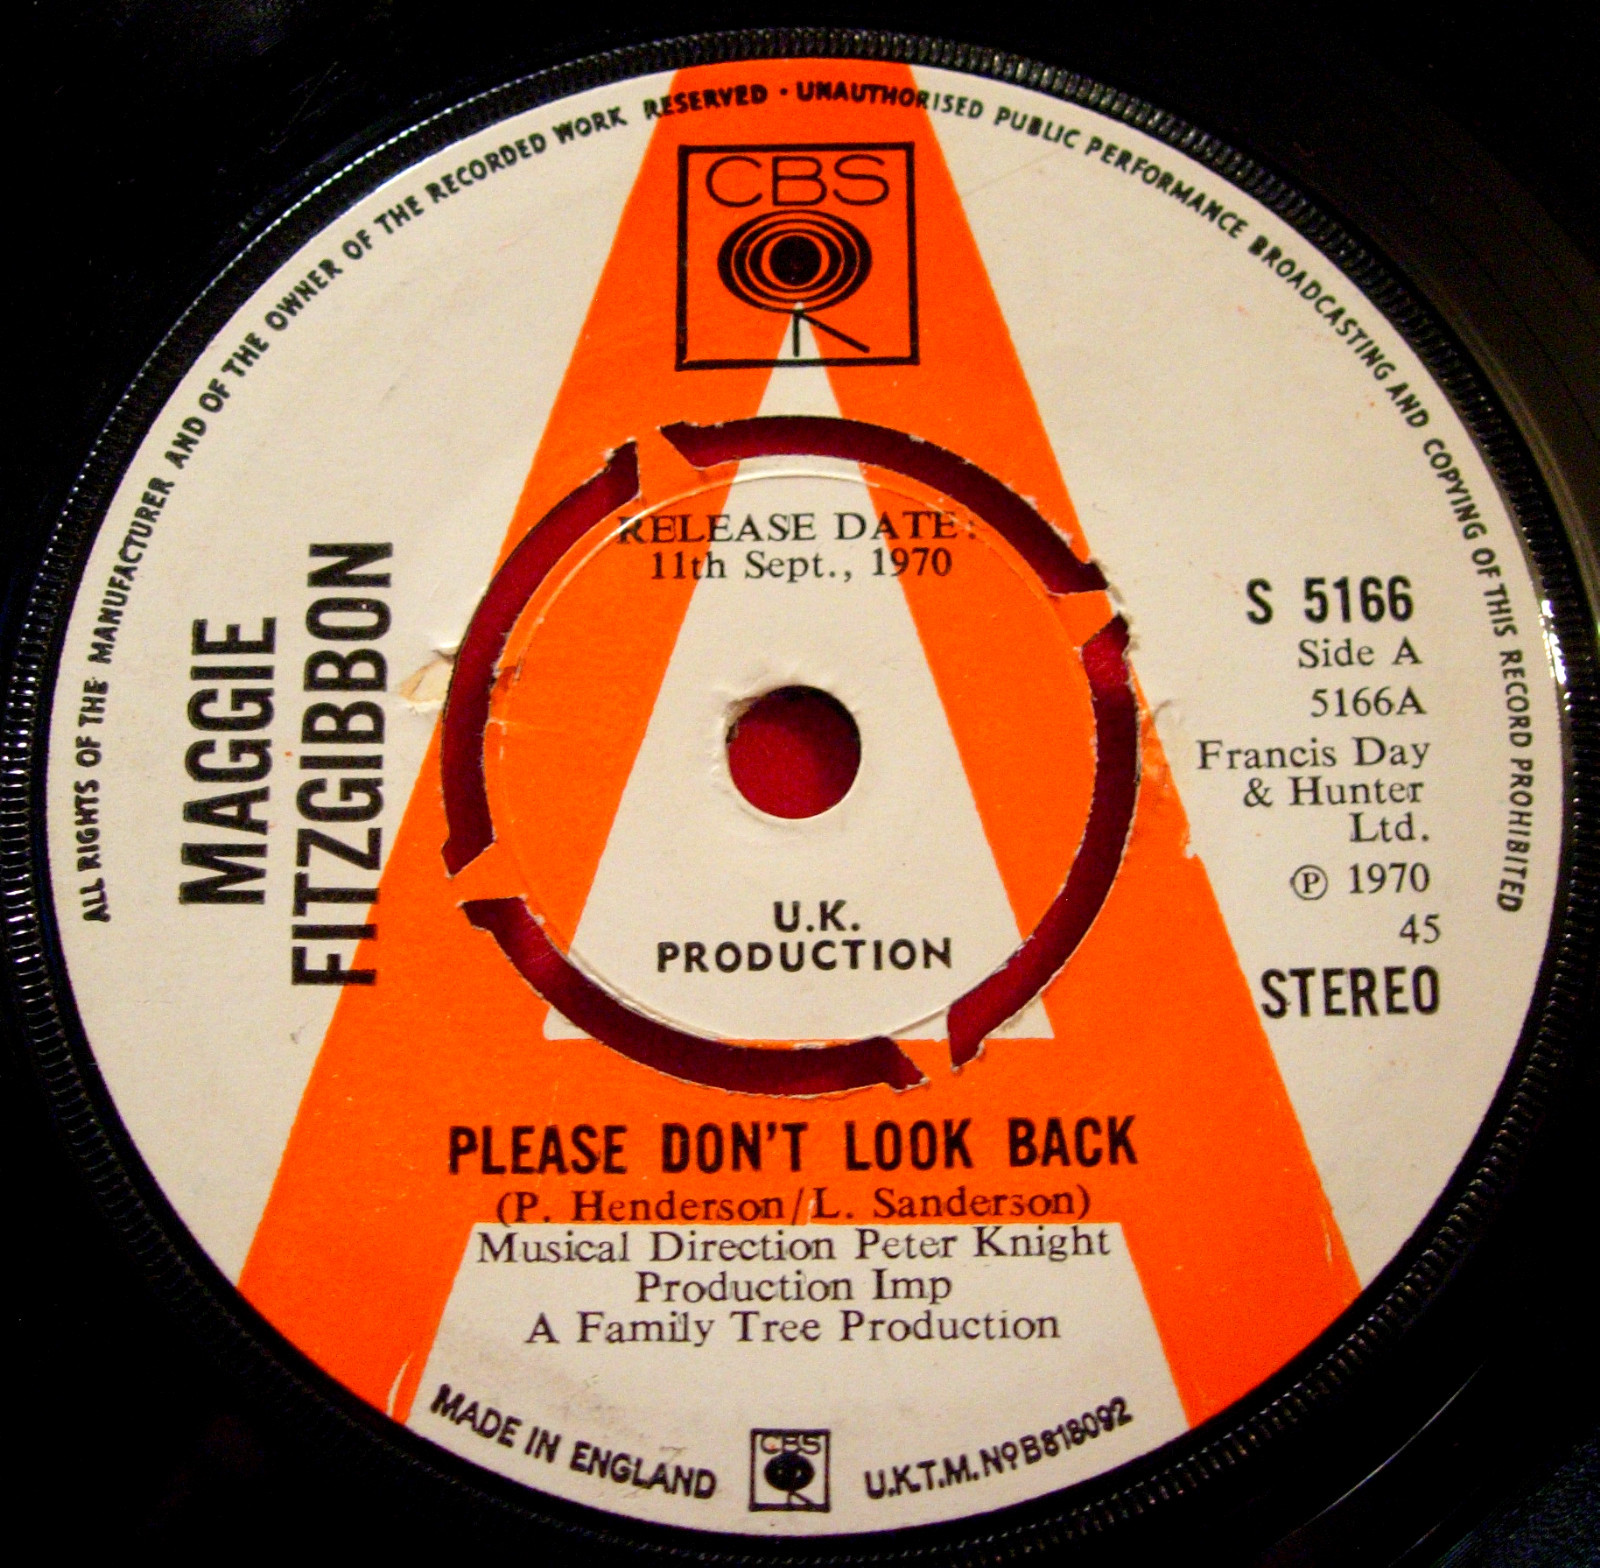 ALL RIGHTS OF THE MANUFACTURER AND OF THE OWNER OF THE RECORDED WORK RESERVED · UNAUTHORISED PUBLIC PERFORMANCE BROADCASTING AND COPYING OF THIS RECORD PROHIBITED
CBS
RELEASE DATE:
11th Sept., 1970
MAGGIE
FITZGIBBON
S 5166
Side A
5166A
Francis Day
& Hunter
Ltd.
℗ 1970
45
STEREO
U.K.
PRODUCTION
PLEASE DON'T LOOK BACK
(P. Henderson/L. Sanderson)
Musical Direction Peter Knight
Production Imp
A Family Tree Production
MADE IN ENGLAND
CBS
U.K.T.M. Nº B818092